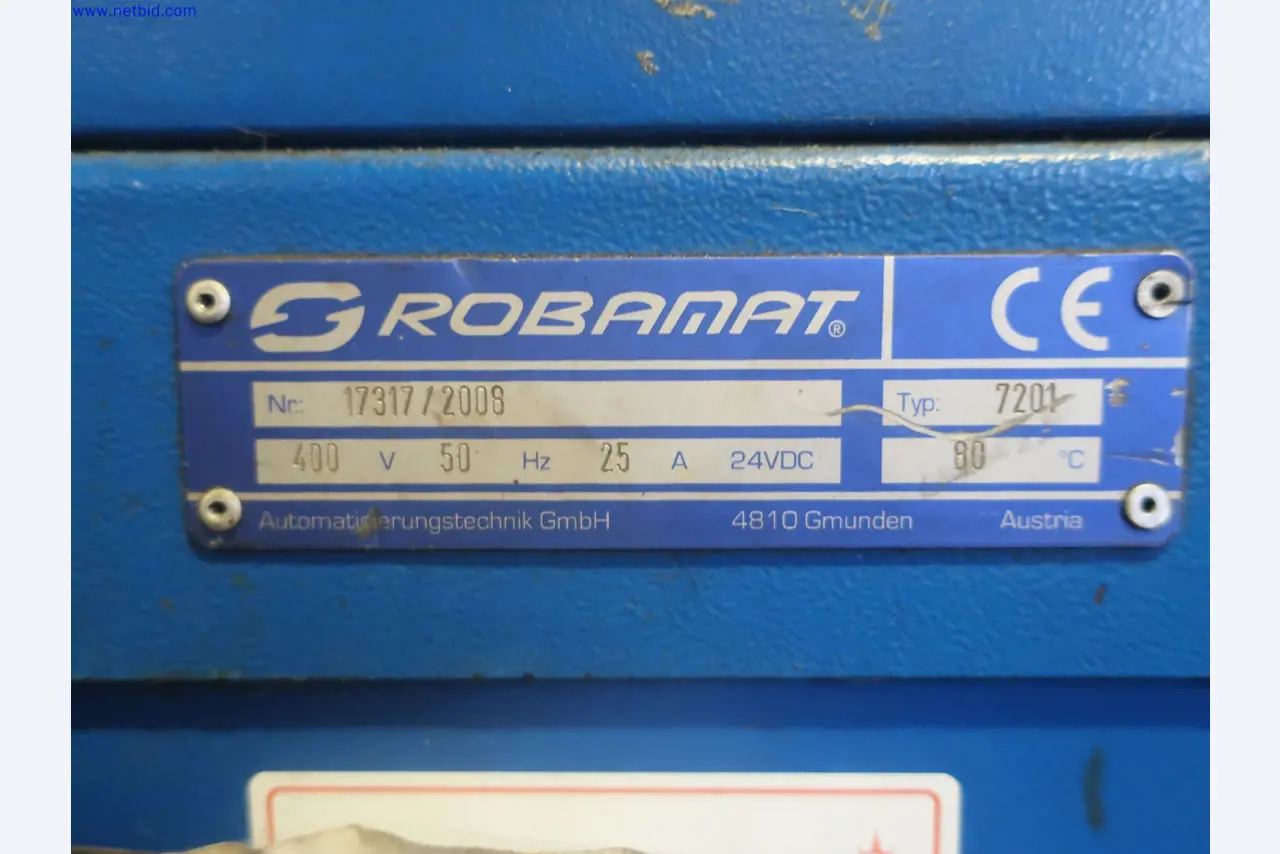 www.netbid.com
ROBAMAT® CE
Nr.: 17317/2008 Typ: 7201
400 V 50 Hz 25 A 24VDC 80 °C
Automatisierungstechnik GmbH 4810 Gmunden Austria